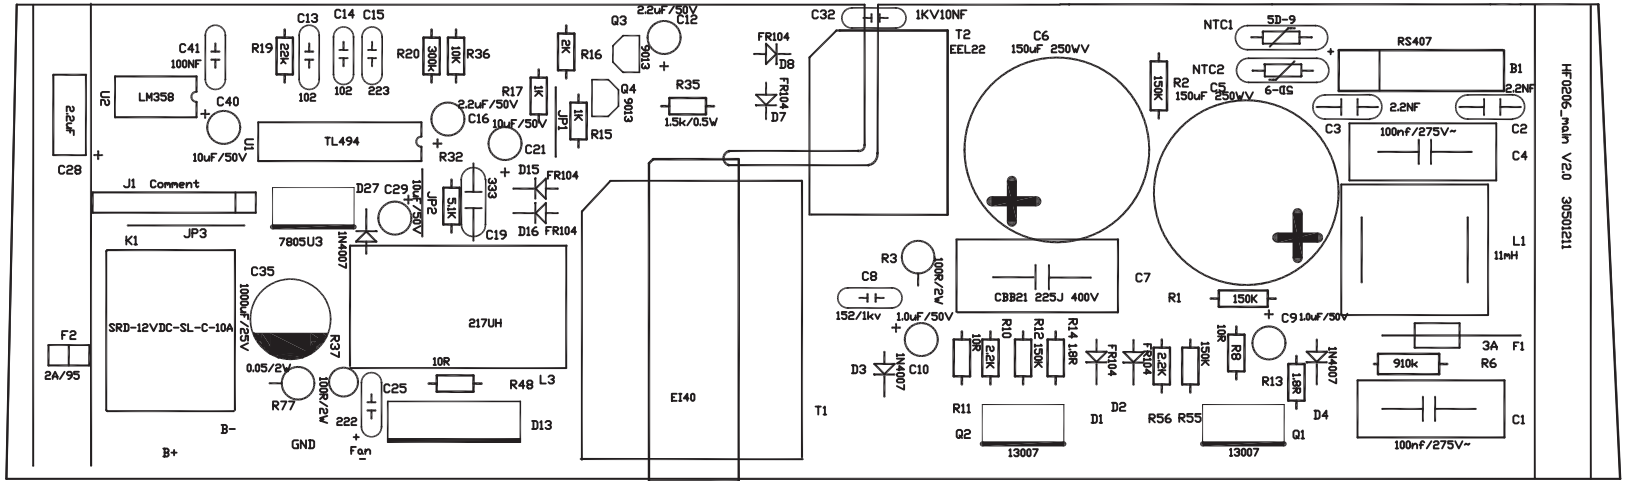 2.2uF
C28
F2
2A/95
U2
LM358
C41
100NF
C40
10uF/50V
R19
22k
C13
102
C14
102
C15
223
U1
TL494
R20
300k
10K
R36
2.2uF/50V
C16
10uF/50V
C21
R17
1K
JP1
2K
R16
1K
R15
Q3
9013
Q4
9013
2.2uF/50V
C12
R35
1.5k/0.5W
FR104
D8
FR104
D7
C32
1KV10NF
T2
EEL22
C6
150uF 250WV
R2
150K
C5
150uF 250WV
NTC1
5D-9
NTC2
5D-9
RS407
B1
C3
2.2NF
2.2NF
C2
100nf/275V~
C4
HF0206_main V2.0 30501211
J1 Comment
JP3
7805U3
D27
1N4007
C29
10uF/50V
JP2
R32
5.1K
333
C19
D15
FR104
D16
FR104
K1
SRD-12VDC-SL-C-10A
C35
1000uF/25V
R37
0.05/2W
R77
100R/2W
C25
222
217UH
L3
10R
R48
D13
B-
B+
GND
+
Fan
-
EI40
T1
R3
100R/2W
C8
152/1kv
1.0uF/50V
C10
D3
1N4007
CBB21 225J 400V
C7
10R
R11
R10
2.2K
R12
150K
R14
1.8R
FR104
D1
FR104
D2
2.2K
R56
150K
R55
Q2
13007
Q1
13007
R1
150K
10R
R8
C9
1.0uF/50V
R13
1.8R
1N4007
D4
L1
11mH
3A
F1
910k
R6
C1
100nf/275V~